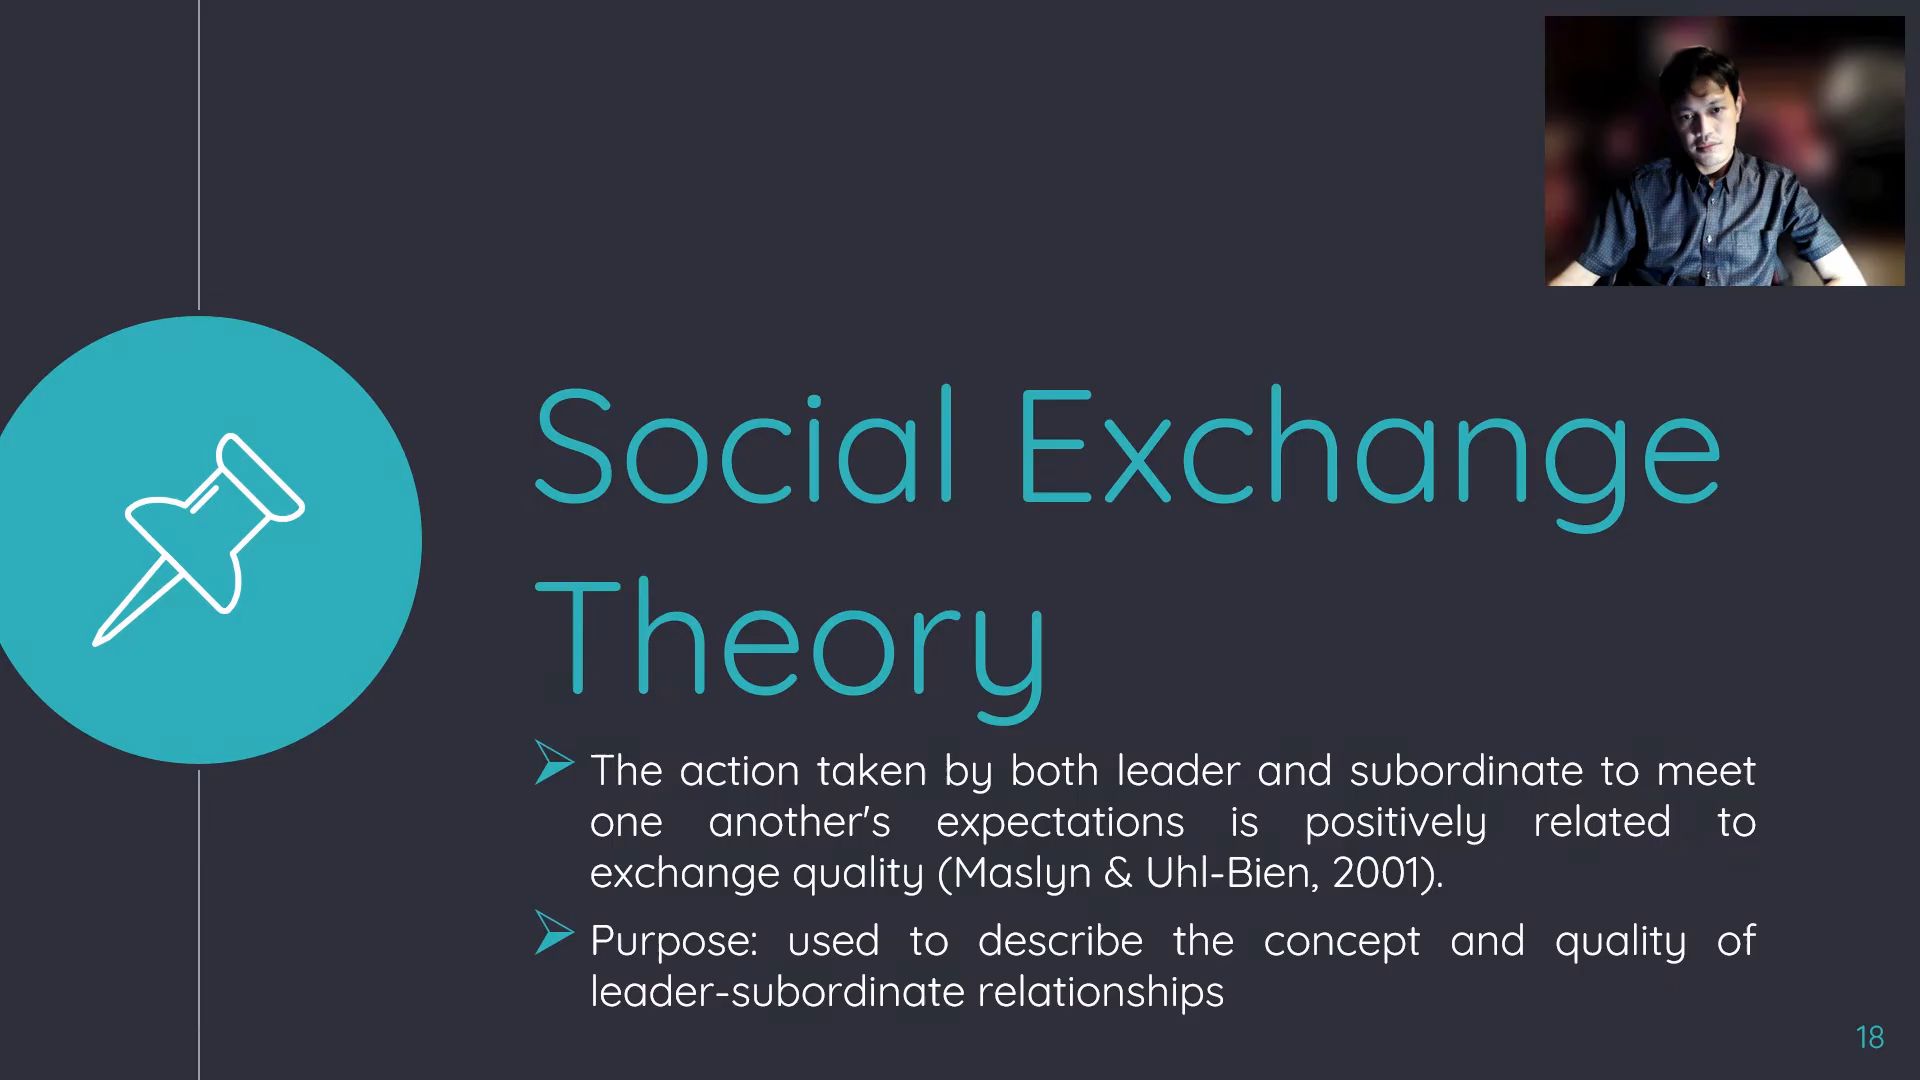 Social Exchange
Theory
The action taken by both leader and subordinate to meet
one another's expectations is positively related to
exchange quality (Maslyn & Uhl-Bien, 2001).
Purpose: used to describe the concept and quality of
leader-subordinate relationships
18